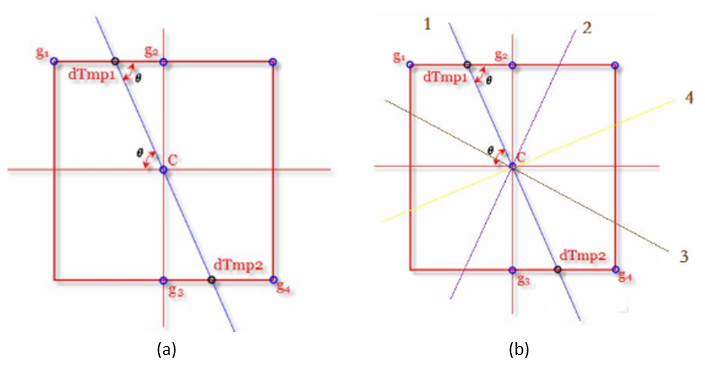 g1 g2
dTmp1 θ
θ C
dTmp2
g3 g4
(a)
1 2
g1 g2
dTmp1 θ
4
θ C
3
dTmp2
g3 g4
(b)